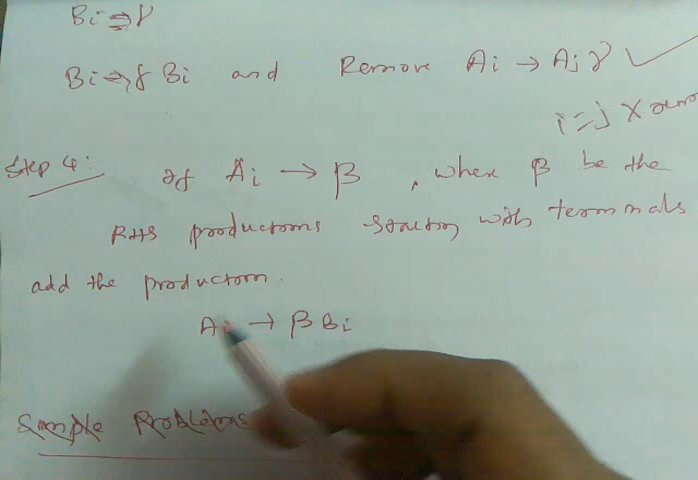 Bi → γ
Bi → γ Bi and Remove Ai → Aj γ
i = j X
Step 4: If Ai → β, where β be the
RHS productions starting with terminals
add the production.
Ai → β Bi
Simple Problems